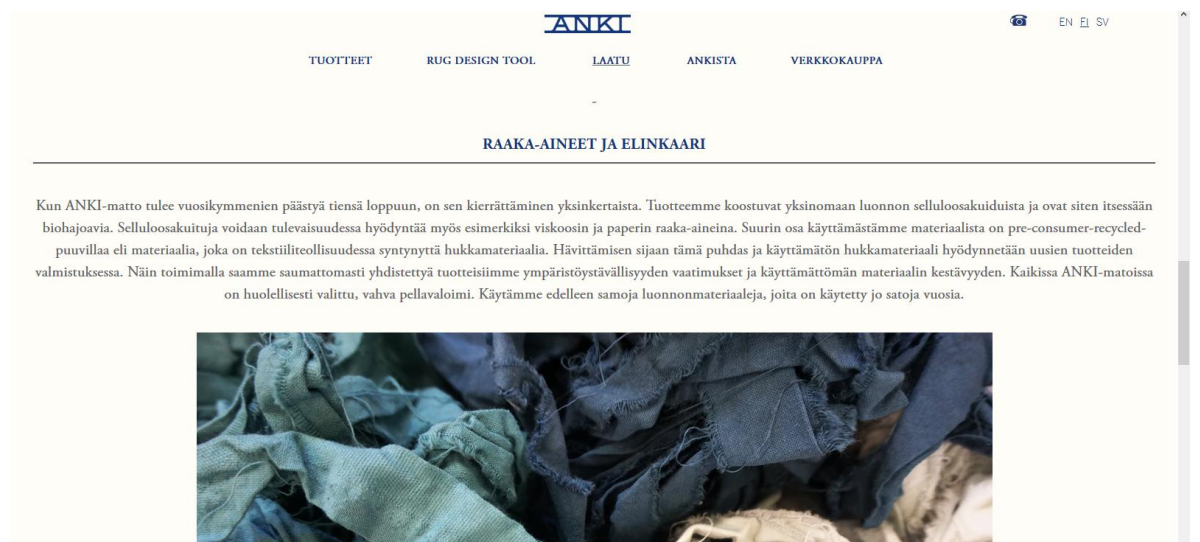 ANKI
EN FI SV
TUOTTEET RUG DESIGN TOOL LAATU ANKISTA VERKKOKAUPPA
-
RAAKA-AINEET JA ELINKAARI
Kun ANKI-matto tulee vuosikymmenien päästyä tiensä loppuun, on sen kierrättäminen yksinkertaista. Tuotteemme koostuvat yksinomaan luonnon selluloosakuiduista ja ovat siten itsessään
biohajoavia. Selluloosakuituja voidaan tulevaisuudessa hyödyntää myös esimerkiksi viskoosin ja paperin raaka-aineina. Suurin osa käyttämästämme materiaalista on pre-consumer-recycled-
puuvillaa eli materiaalia, joka on tekstiiliteollisuudessa syntynyttä hukkamateriaalia. Hävittämisen sijaan tämä puhdas ja käyttämätön hukkamateriaali hyödynnetään uusien tuotteiden
valmistuksessa. Näin toimimalla saamme saumattomasti yhdistettyä tuotteisiimme ympäristöystävällisyyden vaatimukset ja käyttämättömän materiaalin kestävyyden. Kaikissa ANKI-matoissa
on huolellisesti valittu, vahva pellavaloimi. Käytämme edelleen samoja luonnonmateriaaleja, joita on käytetty jo satoja vuosia.